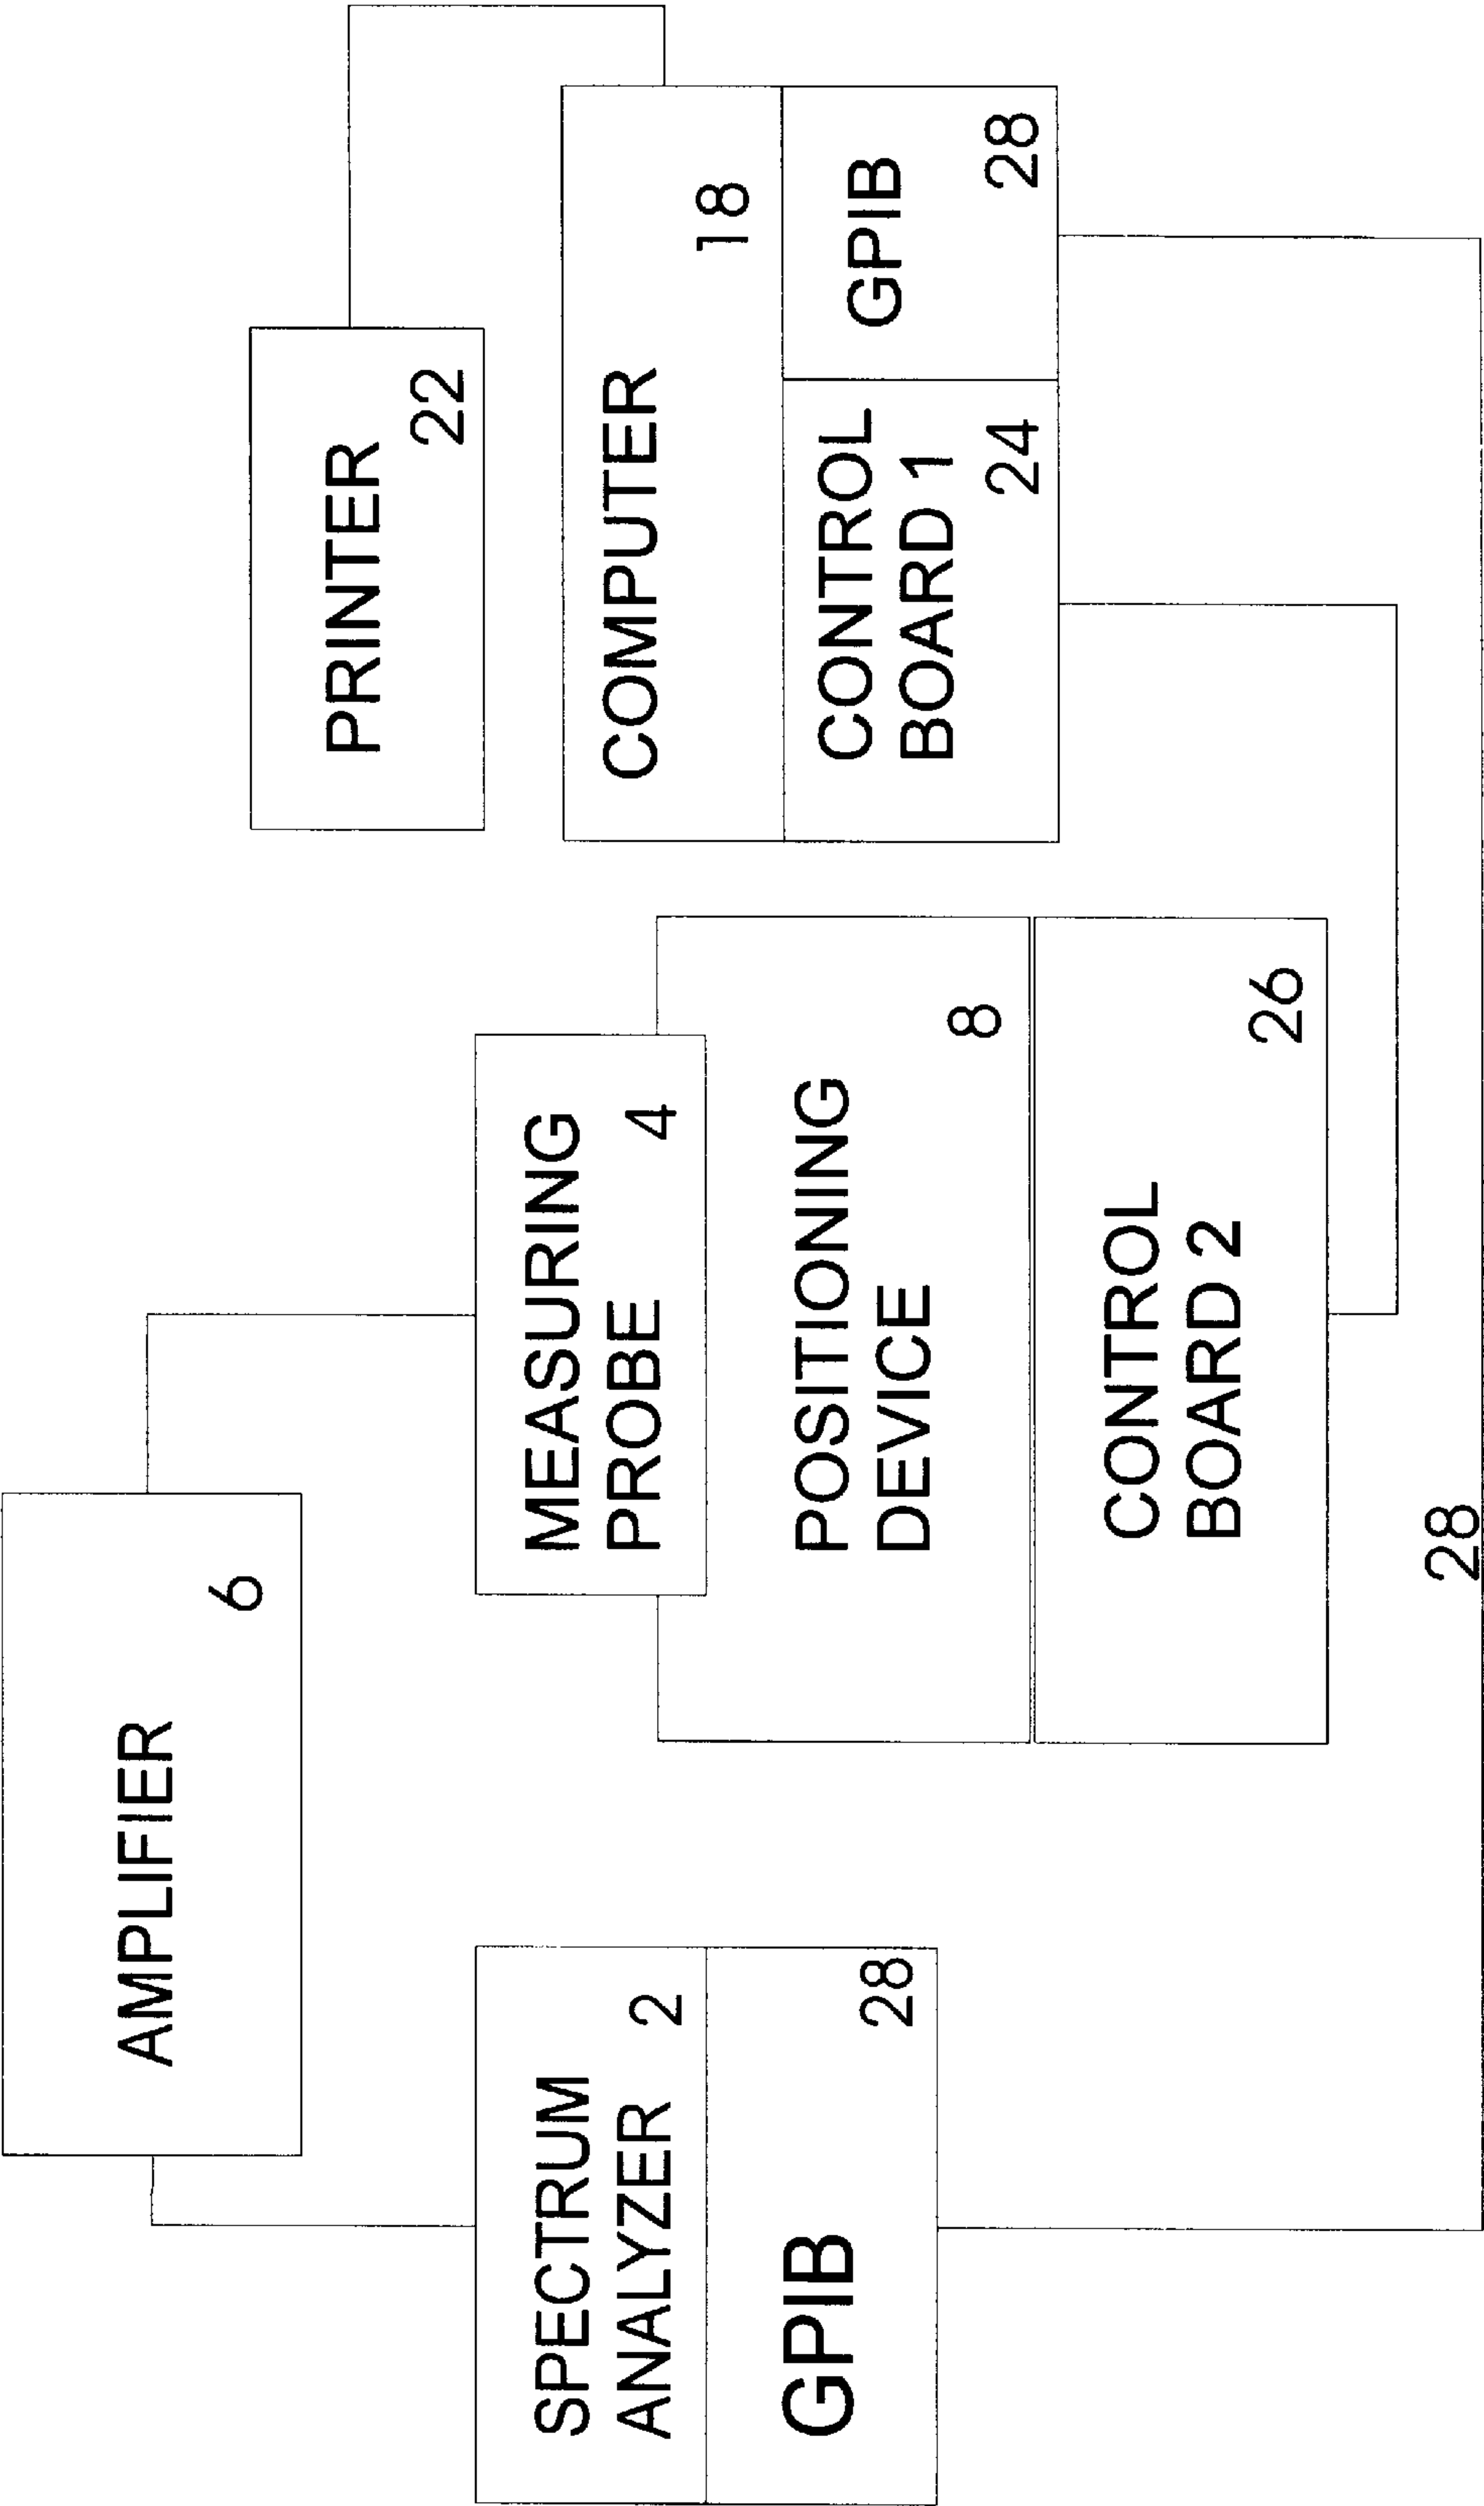 AMPLIFIER
6
SPECTRUM
ANALYZER 2
GPIB
28
MEASURING
PROBE 4
POSITIONING
DEVICE
8
CONTROL
BOARD 2
26
PRINTER
22
COMPUTER
18
CONTROL
BOARD 1
24
GPIB
28
28